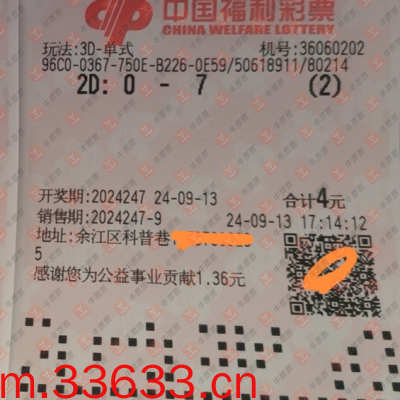 中国福利彩票
CHINA WELFARE LOTTERY
玩法:3D-单式 机号:36060202
96C0-0367-750E-B226-0E59/50618911/80214
2D: 0 - 7 (2)
开奖期:2024247 24-09-13 合计4元
销售期:2024247-9 24-09-13 17:14:12
地址:余江区科普巷
5
感谢您为公益事业贡献1.36元
m.33633.cn